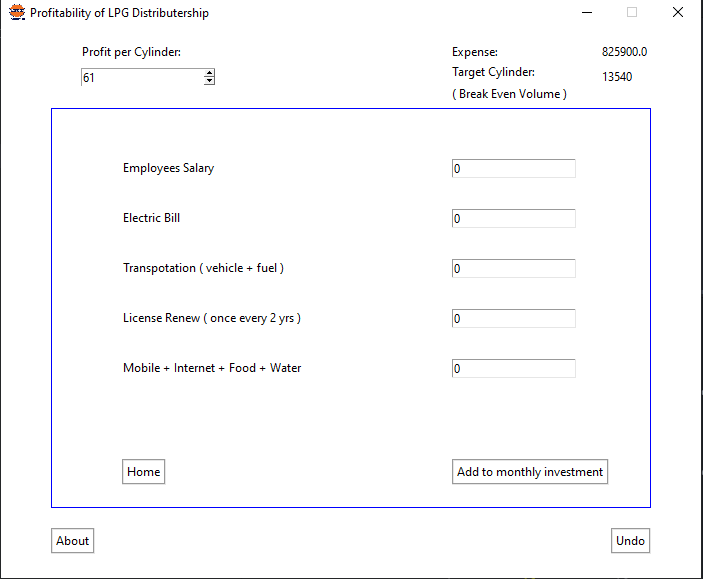 Profitability of LPG Distributership
Profit per Cylinder:
61
Expense: 825900.0
Target Cylinder: 13540
( Break Even Volume )
Employees Salary 0
Electric Bill 0
Transpotation ( vehicle + fuel ) 0
License Renew ( once every 2 yrs ) 0
Mobile + Internet + Food + Water 0
Home Add to monthly investment
About Undo